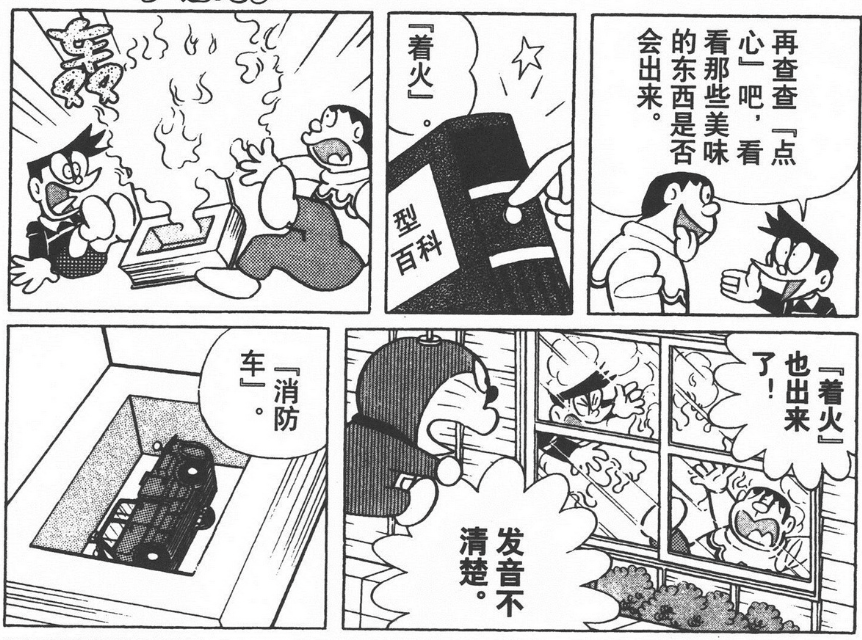 再查查『点
心』吧，看
看那些美味
的东西是否
会出来。
『着火』。
型
百科
轰
『着火』
也出来
了！
发音不
清楚。
『消防
车』。